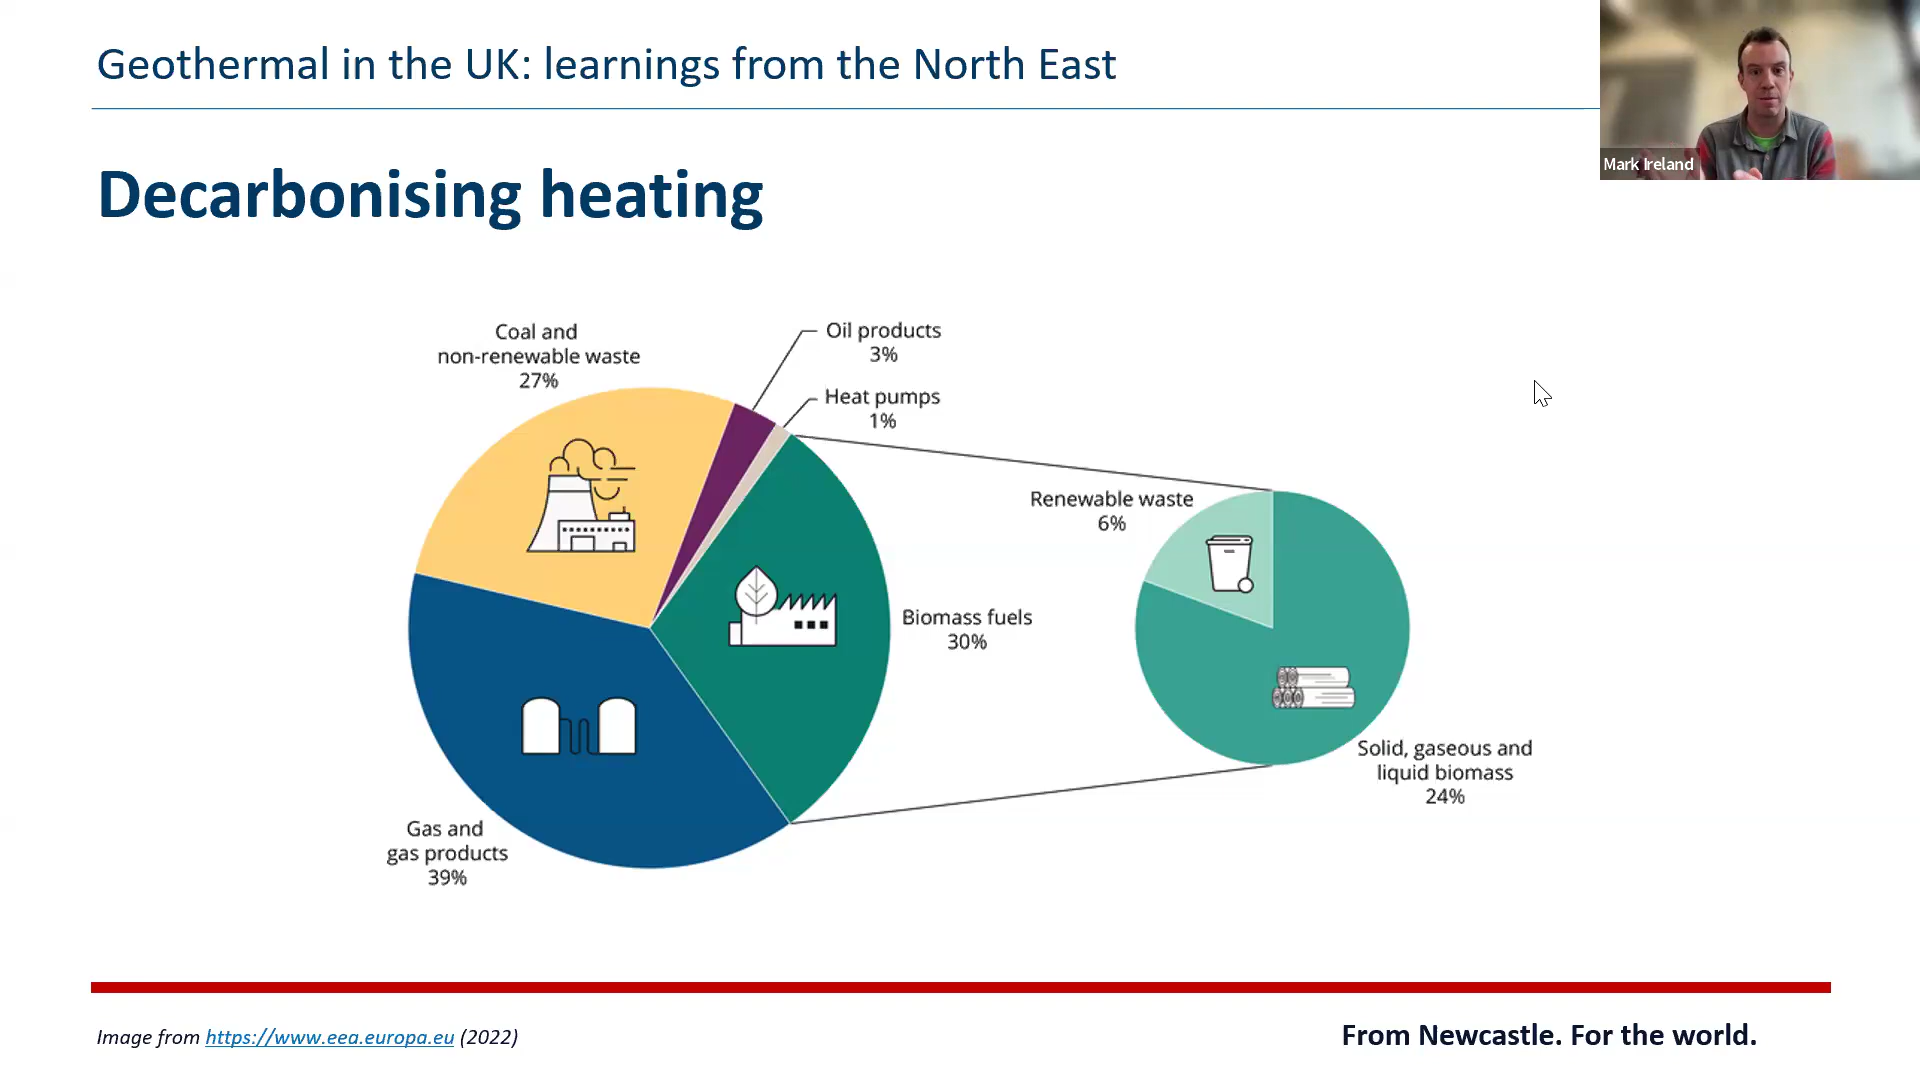 Geothermal in the UK: learnings from the North East
Mark Ireland
Decarbonising heating
Coal and
non-renewable waste
27%
Oil products
3%
Heat pumps
1%
Renewable waste
6%
Biomass fuels
30%
Solid, gaseous and
liquid biomass
24%
Gas and
gas products
39%
Image from https://www.eea.europa.eu (2022)
From Newcastle. For the world.